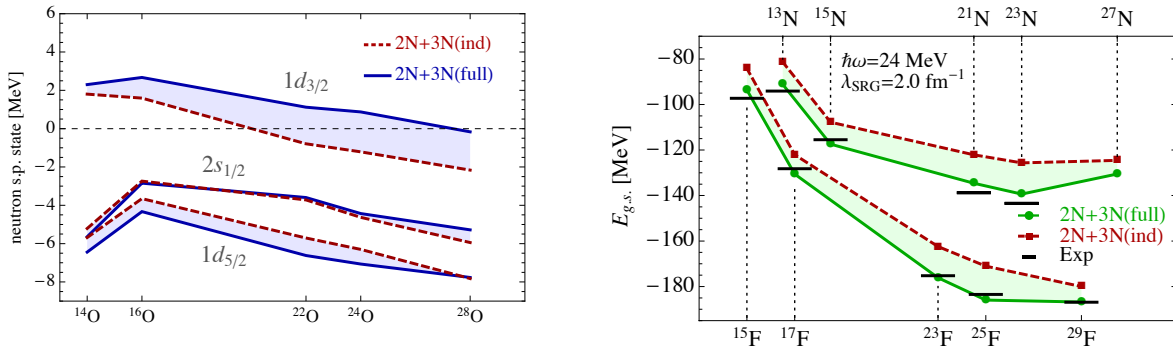 neutron s.p. state [MeV]
6
4
2
0
−2
−4
−6
−8
2N+3N(ind)
2N+3N(full)
1d3/2
2s1/2
1d5/2
¹⁴O ¹⁶O ²²O ²⁴O ²⁸O
¹³N ¹⁵N ²¹N ²³N ²⁷N
Eg.s. [MeV]
−80
−100
−120
−140
−160
−180
ℏω=24 MeV
λSRG=2.0 fm⁻¹
2N+3N(full)
2N+3N(ind)
Exp
¹⁵F ¹⁷F ²³F ²⁵F ²⁹F